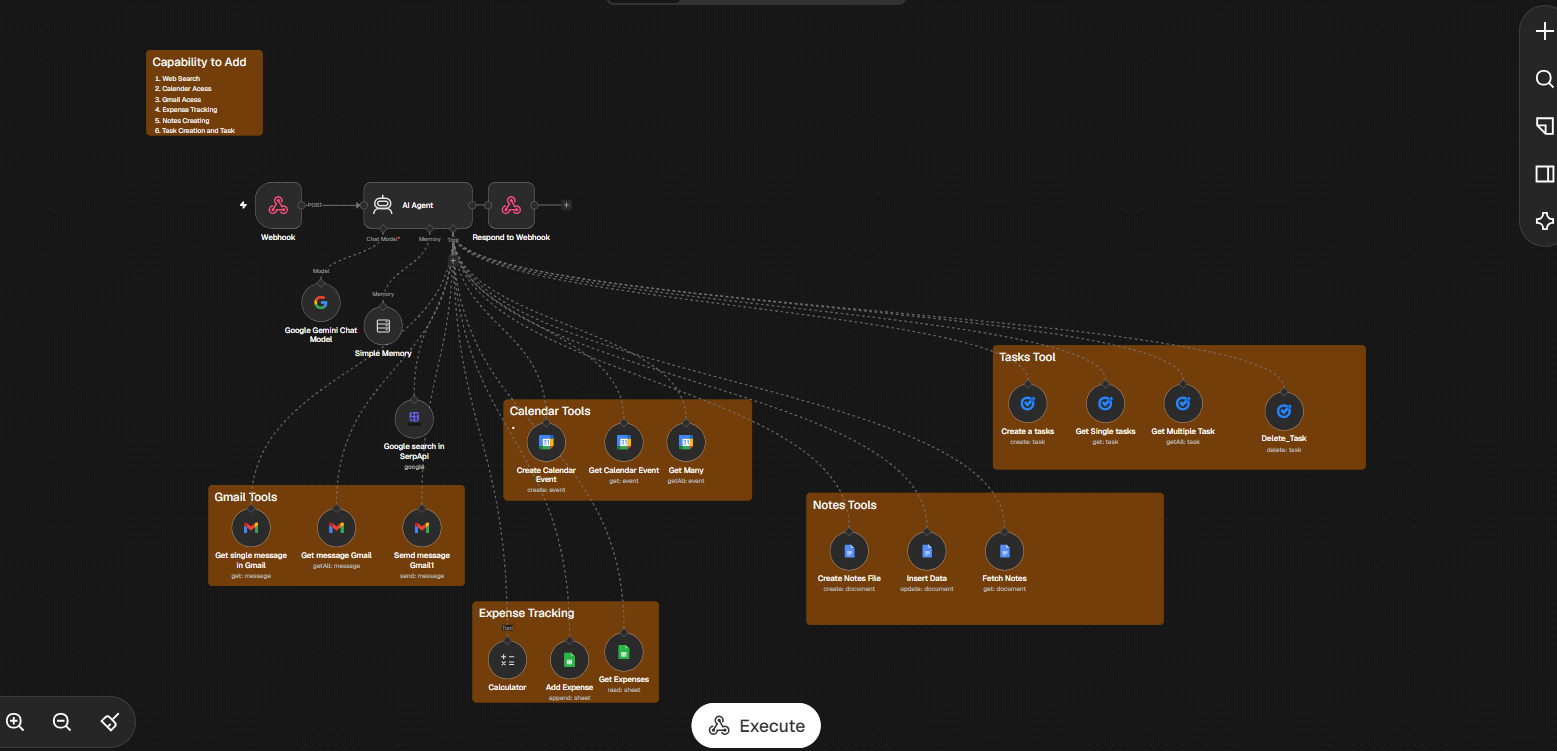 Capability to Add
1. Web Search
2. Calender Acess
3. Gmail Acess
4. Expense Tracking
5. Notes Creating
6. Task Creation and Task
POST
AI Agent
Webhook
Chat Model*
Memory
Tool
Respond to Webhook
Model
Google Gemini Chat
Model
Memory
Simple Memory
Google search in
SerpApi
google
Tasks Tool
Create a tasks
create: task
Get Single tasks
get: task
Get Multiple Task
getAll: task
Delete_Task
delete: task
Calendar Tools
31
31
31
Create Calendar
Event
create: event
Get Calendar Event
get: event
Get Many
getAll: event
Gmail Tools
Get single message
in Gmail
get: message
Get message Gmail
getAll: message
Semd message
Gmail1
send: message
Notes Tools
Create Notes File
create: document
Insert Data
update: document
Fetch Notes
get: document
Expense Tracking
Tool
Calculator
Add Expense
append: sheet
Get Expenses
read: sheet
Execute